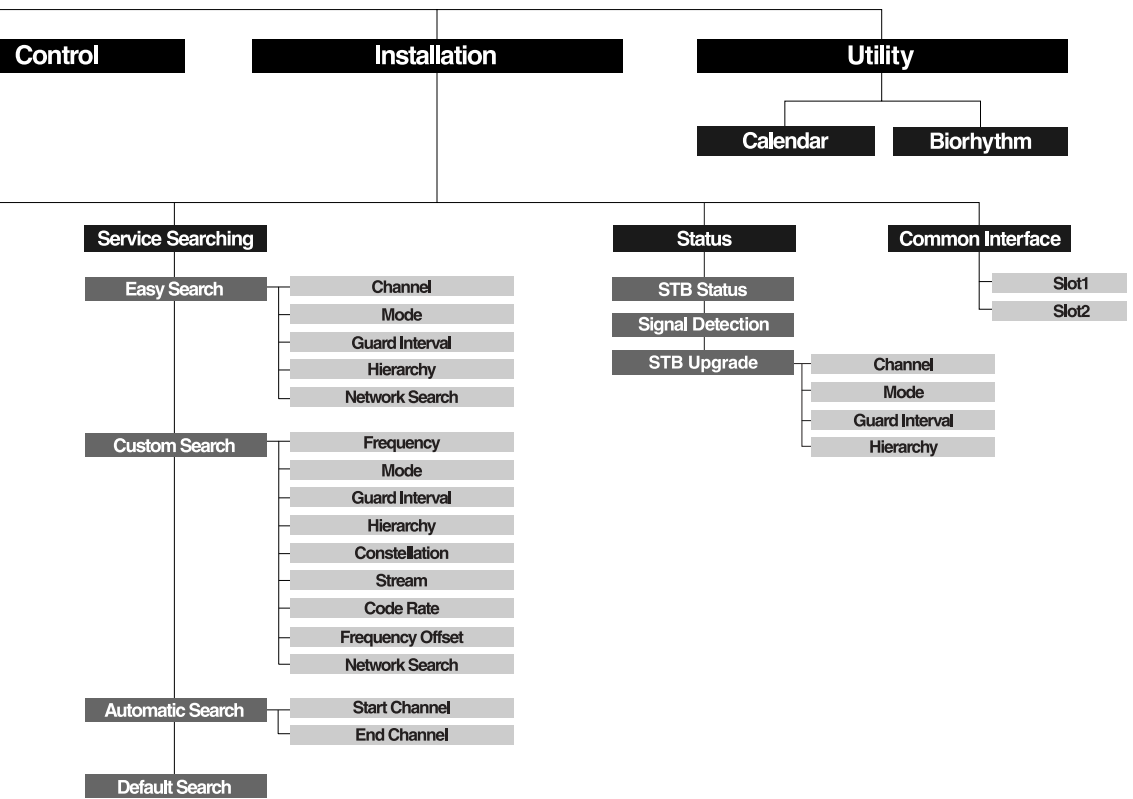 Control
Installation
Utility
Calendar
Biorhythm
Service Searching
Easy Search
Channel
Mode
Guard Interval
Hierarchy
Network Search
Custom Search
Frequency
Mode
Guard Interval
Hierarchy
Constellation
Stream
Code Rate
Frequency Offset
Network Search
Automatic Search
Start Channel
End Channel
Default Search
Status
STB Status
Signal Detection
STB Upgrade
Channel
Mode
Guard Interval
Hierarchy
Common Interface
Slot1
Slot2